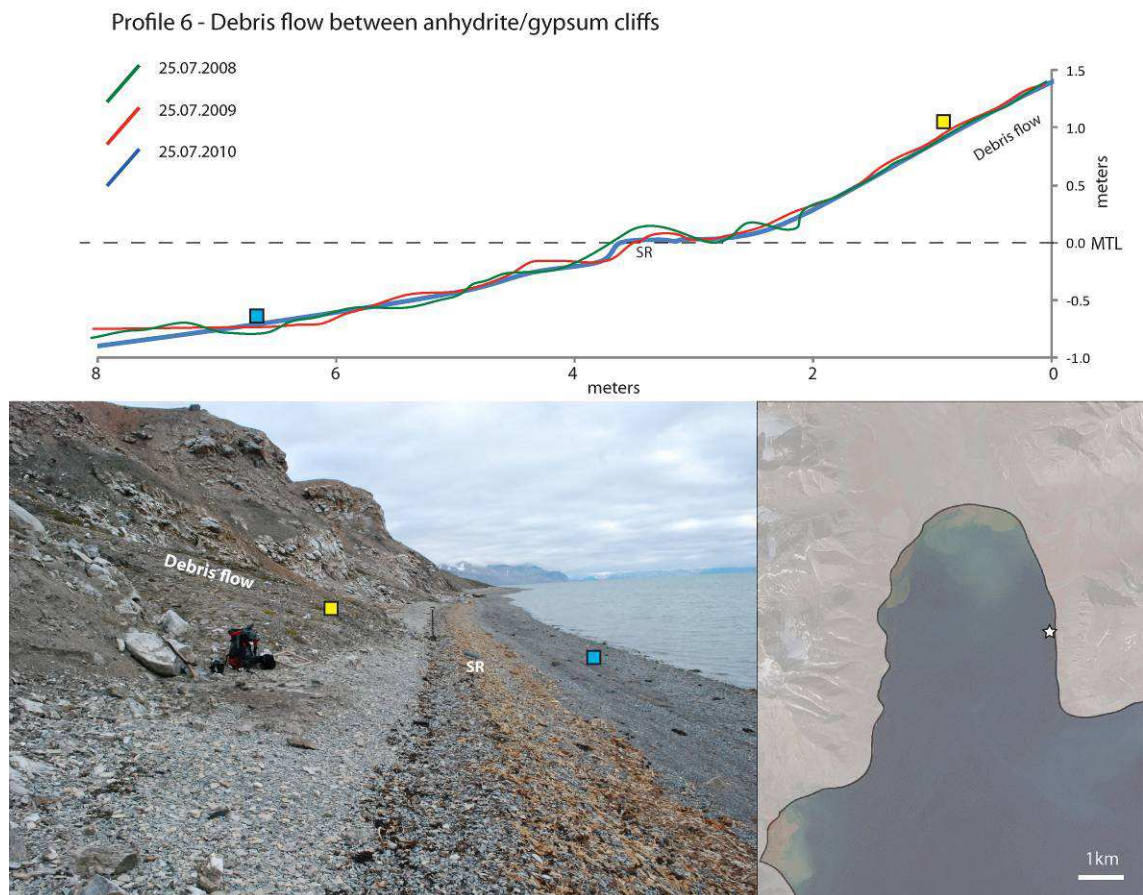 Profile 6 - Debris flow between anhydrite/gypsum cliffs
25.07.2008
25.07.2009
25.07.2010
1.5
1.0
0.5
0.0 MTL
-0.5
-1.0
meters
Debris flow
SR
8 6 4 2 0
meters
Debris flow
SR
1km